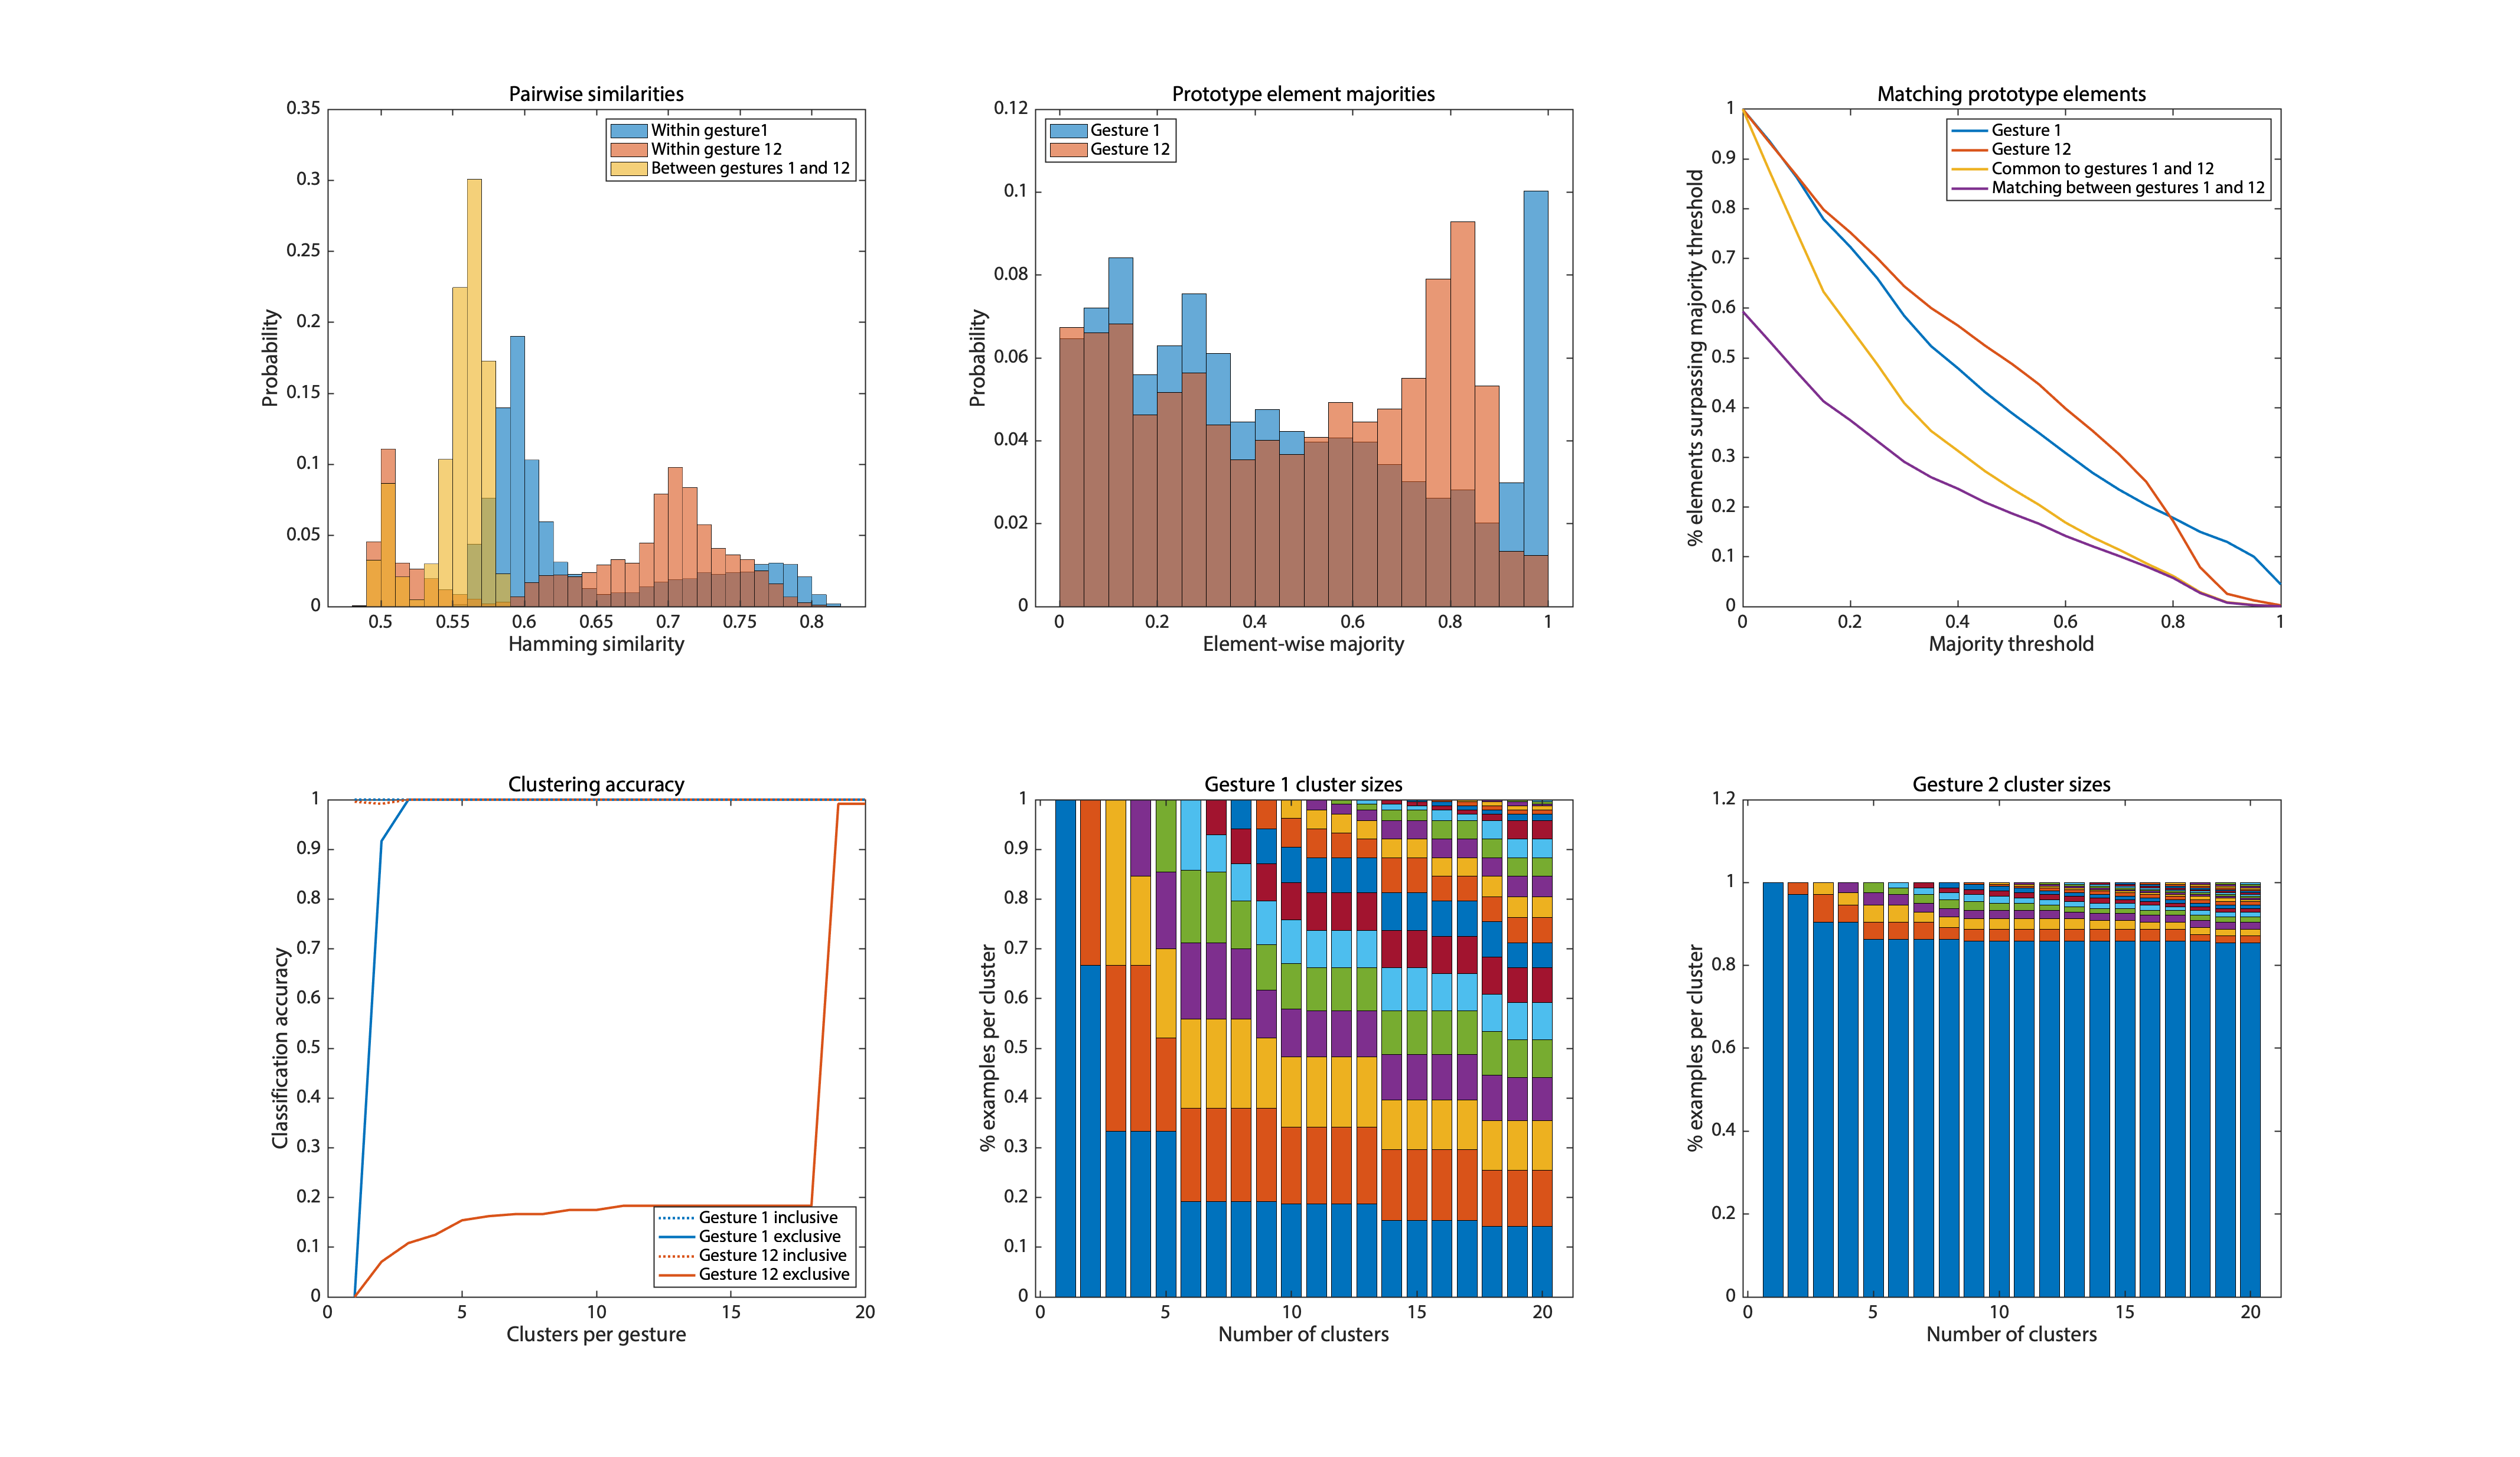 Pairwise similarities
0.35
0.3
0.25
0.2
0.15
0.1
0.05
0
Probability
Within gesture1
Within gesture 12
Between gestures 1 and 12
0.5 0.55 0.6 0.65 0.7 0.75 0.8
Hamming similarity
Prototype element majorities
0.12
0.1
0.08
0.06
0.04
0.02
0
Probability
Gesture 1
Gesture 12
0 0.2 0.4 0.6 0.8 1
Element-wise majority
Matching prototype elements
1
0.9
0.8
0.7
0.6
0.5
0.4
0.3
0.2
0.1
0
% elements surpassing majority threshold
Gesture 1
Gesture 12
Common to gestures 1 and 12
Matching between gestures 1 and 12
0 0.2 0.4 0.6 0.8 1
Majority threshold
Clustering accuracy
1
0.9
0.8
0.7
0.6
0.5
0.4
0.3
0.2
0.1
0
Classification accuracy
Gesture 1 inclusive
Gesture 1 exclusive
Gesture 12 inclusive
Gesture 12 exclusive
0 5 10 15 20
Clusters per gesture
Gesture 1 cluster sizes
1
0.9
0.8
0.7
0.6
0.5
0.4
0.3
0.2
0.1
0
% examples per cluster
0 5 10 15 20
Number of clusters
Gesture 2 cluster sizes
1.2
1
0.8
0.6
0.4
0.2
0
% examples per cluster
0 5 10 15 20
Number of clusters